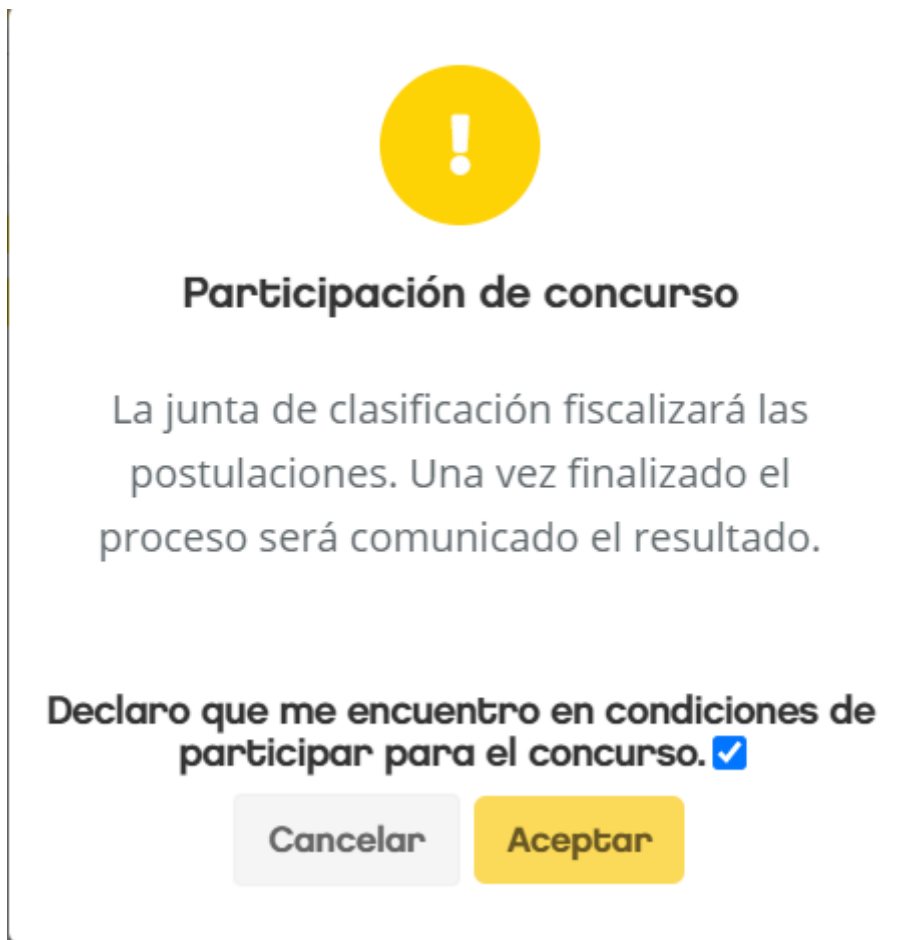 !
Participación de concurso
La junta de clasificación fiscalizará las
postulaciones. Una vez finalizado el
proceso será comunicado el resultado.
Declaro que me encuentro en condiciones de
participar para el concurso.
Cancelar
Aceptar